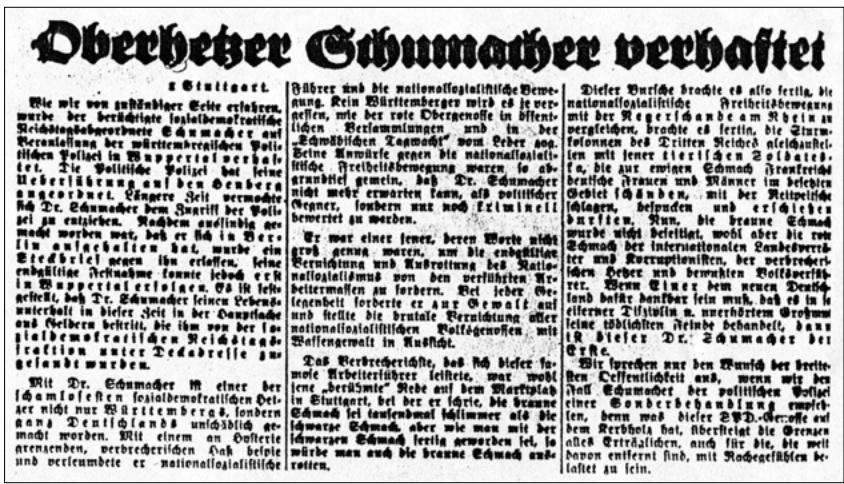 Oberhetzer Schumacher verhaftet
z Stuttgart.
Wie wir von zuständiger Seite erfahren,
wurde der berüchtigte sozialdemokratische
Reichstagsabgeordnete Schumacher auf
Veranlassung der württembergischen Poli-
tischen Polizei in Wuppertal verhaf-
tet. Die Politische Polizei hat seine
Ueberführung auf den Heuberg
angeordnet. Längere Zeit vermochte
sich Dr. Schumacher dem Zugriff der Poli-
zei zu entziehen. Nachdem ausfindig ge-
macht worden war, daß er sich in Ber-
lin aufgehalten hat, wurde ein
Steckbrief gegen ihn erlassen, seine
endgültige Festnahme konnte jedoch erst
in Wuppertal erfolgen. Es ist fest-
gestellt, daß Dr. Schumacher seinen Lebens-
unterhalt in dieser Zeit in der Hauptsache
aus Geldern bestritt, die ihm von der so-
zialdemokratischen Reichstags-
fraktion unter Deckadresse zu-
gesandt wurden.
Mit Dr. Schumacher ist einer der
schamlosesten sozialdemokratischen Het-
zer nicht nur Württembergs, sondern
ganz Deutschlands unschädlich ge-
macht worden. Mit einem an Hysterie
grenzenden, verbrecherischen Haß bespie
und verleumdete er nationalsozialistische
Führer und die nationalsozialistische Bewe-
gung. Kein Württemberger wird es je ver-
gessen, wie der rote Obergenosse in öffent-
lichen Versammlungen und in der
„Schwäbischen Tagwacht" vom Leder zog.
Seine Anwürfe gegen die nationalsoziali-
stische Freiheitsbewegung waren so ab-
grundtief gemein, daß Dr. Schumacher
nicht mehr erwarten kann, als politischer
Gegner, sondern nur noch kriminell
bewertet zu werden.
Er war einer jener, deren Worte nicht
groß genug waren, um die endgültige
Vernichtung und Ausrottung des Natio-
nalsozialismus von den verführten Ar-
beitermassen zu fordern. Bei jeder Ge-
legenheit forderte er zur Gewalt auf
und stellte die brutale Vernichtung aller
nationalsozialistischen Volksgenossen mit
Waffengewalt in Aussicht.
Das Verbrecherischste, das sich dieser fa-
mose Arbeiterführer leistete, war wohl
jene „berühmte" Rede auf dem Marktplatz
in Stuttgart, bei der er schrie, die braune
Schmach sei tausendmal schlimmer als die
schwarze Schmach, aber wie man mit der
schwarzen Schmach fertig geworden sei, so
würde man auch die braune Schmach aus-
rotten.
Dieser Bursche brachte es also fertig, die
nationalsozialistische Freiheitsbewegung
mit der Negerschande am Rhein zu
vergleichen, brachte es fertig, die Sturm-
kolonnen des Dritten Reiches gleichzustel-
len mit jener tierischen Soldates-
ka, die zur ewigen Schmach Frankreichs
deutsche Frauen und Männer im besetzten
Gebiet schänden, mit der Reitpeitsche
schlagen, bespeien und erschießen
durften. Nun, die braune Schmach
wurde nicht beseitigt, wohl aber die rote
Schmach der internationalen Landesverrä-
ter und Korruptionisten, der verbrecheri-
schen Hetzer und bewußten Volksverfüh-
rer. Wenn Einer dem neuen Deutsch-
land dafür dankbar sein muß, daß es in so
eiserner Disziplin u. unerhörtem Großmut
seine tödlichsten Feinde behandelt, dann
ist dieser Dr. Schumacher der
Erste.
Wir sprechen nur den Wunsch der breite-
sten Oeffentlichkeit aus, wenn wir den
Fall Schumacher der politischen Polizei
einer Sonderbehandlung empfeh-
len, denn was dieser SPD.-Genosse auf
dem Kerbholz hat, übersteigt die Grenzen
alles Erträglichen, auch für die, die weit
davon entfernt sind, mit Rachegefühlen be-
lastet zu sein.